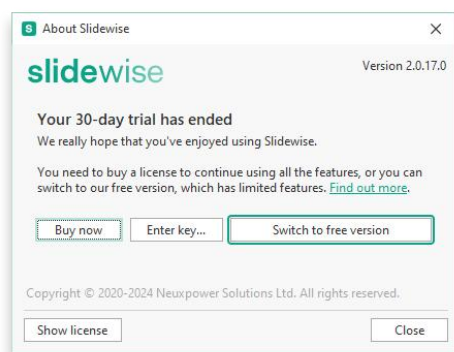 S About Slidewise
slidewise
Version 2.0.17.0
Your 30-day trial has ended
We really hope that you've enjoyed using Slidewise.
You need to buy a license to continue using all the features, or you can
switch to our free version, which has limited features. Find out more.
Buy now Enter key... Switch to free version
Copyright © 2020-2024 Neuxpower Solutions Ltd. All rights reserved.
Show license Close